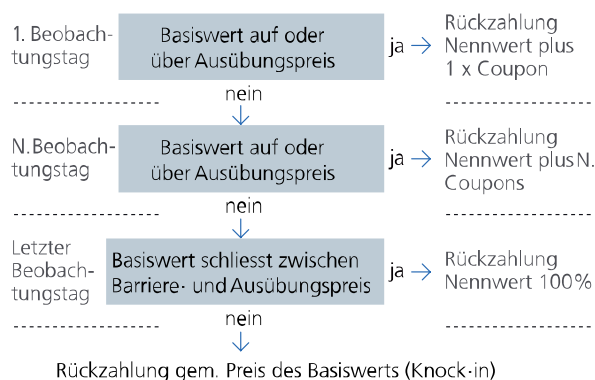 1. Beobach-
tungstag
Basiswert auf oder
über Ausübungspreis
ja
Rückzahlung
Nennwert plus
1 x Coupon
nein
N.Beobach-
tungstag
Basiswert auf oder
über Ausübungspreis
ja
Rückzahlung
Nennwert plus N.
Coupons
nein
Letzter
Beobach-
tungstag
Basiswert schliesst zwischen
Barriere- und Ausübungspreis
ja
Rückzahlung
Nennwert 100%
nein
Rückzahlung gem. Preis des Basiswerts (Knock-in)